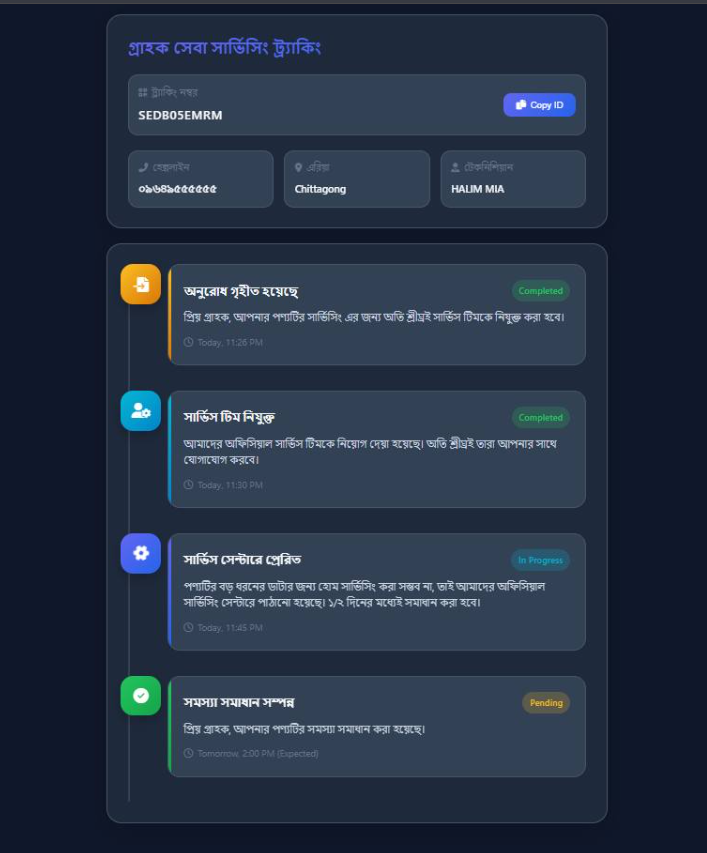 গ্রাহক সেবা সার্ভিসিং ট্র্যাকিং
ট্র্যাকিং নম্বর
SEDB05EMRM
Copy ID
হেল্পলাইন
০৯৬৪৯৫৫৫৫৫৫
এরিয়া
Chittagong
টেকনিশিয়ান
HALIM MIA
অনুরোধ গৃহীত হয়েছে
Completed
প্রিয় গ্রাহক, আপনার পণ্যটির সার্ভিসিং এর জন্য অতি শ্রীঘ্রই সার্ভিস টিমকে নিযুক্ত করা হবে।
Today, 11:26 PM
সার্ভিস টিম নিযুক্ত
Completed
আমাদের অফিসিয়াল সার্ভিস টিমকে নিয়োগ দেয়া হয়েছে। অতি শ্রীঘ্রই তারা আপনার সাথে
যোগাযোগ করবে।
Today, 11:30 PM
সার্ভিস সেন্টারে প্রেরিত
In Progress
পণ্যটির বড় ধরনের ডাটার জন্য হোম সার্ভিসিং করা সম্ভব না, তাই আমাদের অফিসিয়াল
সার্ভিসিং সেন্টারে পাঠানো হয়েছে। ১/২ দিনের মধ্যেই সমাধান করা হবে।
Today, 11:45 PM
সমস্যা সমাধান সম্পন্ন
Pending
প্রিয় গ্রাহক, আপনার পণ্যটির সমস্যা সমাধান করা হয়েছে।
Tomorrow, 2:00 PM (Expected)